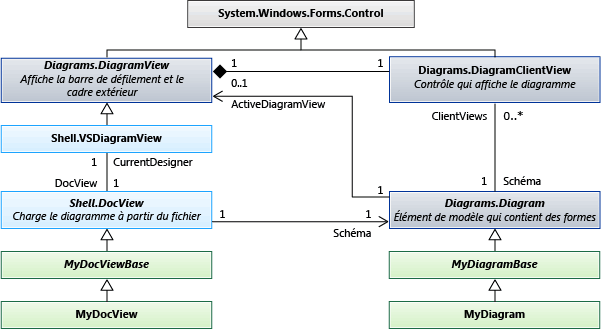 System.Windows.Forms.Control
Diagrams.DiagramView
Affiche la barre de défilement et le
cadre extérieur
1
1
Diagrams.DiagramClientView
Contrôle qui affiche le diagramme
0..1
ActiveDiagramView
ClientViews
0..*
Shell.VSDiagramView
1
CurrentDesigner
DocView
1
1
Schéma
1
Shell.DocView
Charge le diagramme à partir du fichier
1
1
Schéma
Diagrams.Diagram
Élément de modèle qui contient des formes
MyDocViewBase
MyDiagramBase
MyDocView
MyDiagram